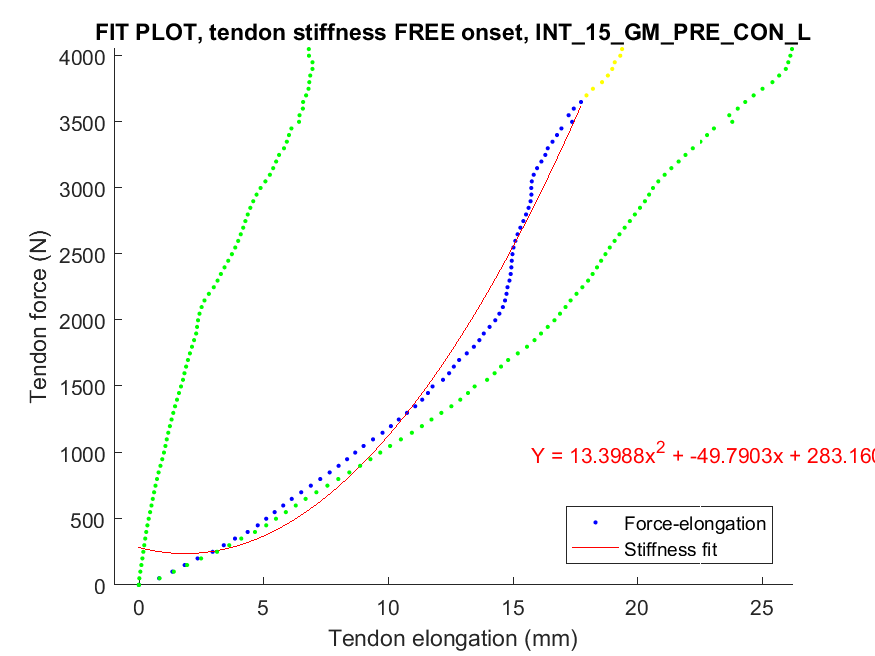 FIT PLOT, tendon stiffness FREE onset, INT_15_GM_PRE_CON_L
4000
3500
3000
2500
2000
1500
1000
500
0
Tendon force (N)
Y = 13.3988x² + -49.7903x + 283.160
Force-elongation
Stiffness fit
0 5 10 15 20 25
Tendon elongation (mm)